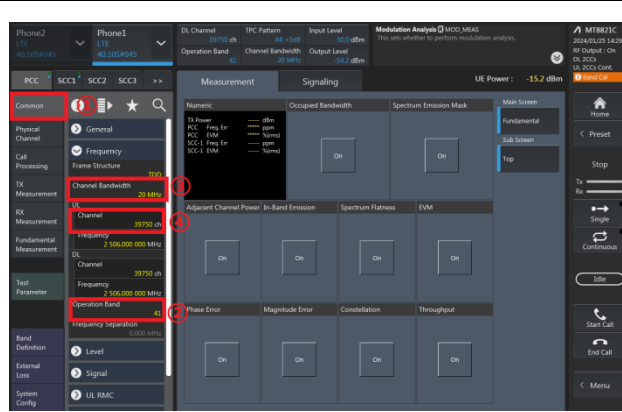 Phone2
LTE
40.105#045
Phone1
LTE
40.105#045
DL Channel
39750 ch
TPC Pattern
All +3dB
Input Level
30.0 dBm
Operation Band
41
Channel Bandwidth
20 MHz
Output Level
-54.2 dBm
Modulation Analysis MOD_MEAS
This sets whether to perform modulation analysis.
MT8821C
2024/01/25 14:29
RF Output : On
DL 2CCs
UL 2CCs Cont.
Band Cal
PCC
SCC1
SCC2
SCC3
>>
Measurement
Signaling
UE Power : -15.2 dBm
Common
①
Physical
Channel
Call
Processing
TX
Measurement
RX
Measurement
Fundamental
Measurement
Test
Parameter
Band
Definition
External
Loss
System
Config
General
Frequency
Frame Structure
TDD
Channel Bandwidth
20 MHz
③
UL
Channel
39750 ch
④
Frequency
2 506.000 000 MHz
DL
Channel
39750 ch
Frequency
2 506.000 000 MHz
Operation Band
41
②
Frequency Separation
0.000 MHz
Level
Signal
UL RMC
Numeric
TX Power ----- dBm
PCC Freq. Err ----- ppm
PCC EVM ----- %(rms)
SCC-1 Freq. Err ----- ppm
SCC-1 EVM ----- %(rms)
Occupied Bandwidth
On
Spectrum Emission Mask
On
Main Screen
Fundamental
Sub Screen
Top
Adjacent Channel Power
On
In-Band Emission
On
Spectrum Flatness
On
EVM
On
Phase Error
On
Magnitude Error
On
Constellation
On
Throughput
On
Home
< Preset
Stop
Tx
Rx
Single
Continuous
Idle
Start Call
End Call
< Menu